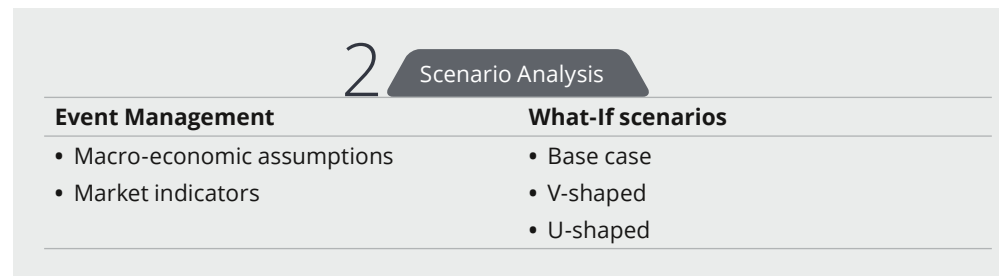 2 Scenario Analysis
Event Management
• Macro-economic assumptions
• Market indicators
What-If scenarios
• Base case
• V-shaped
• U-shaped